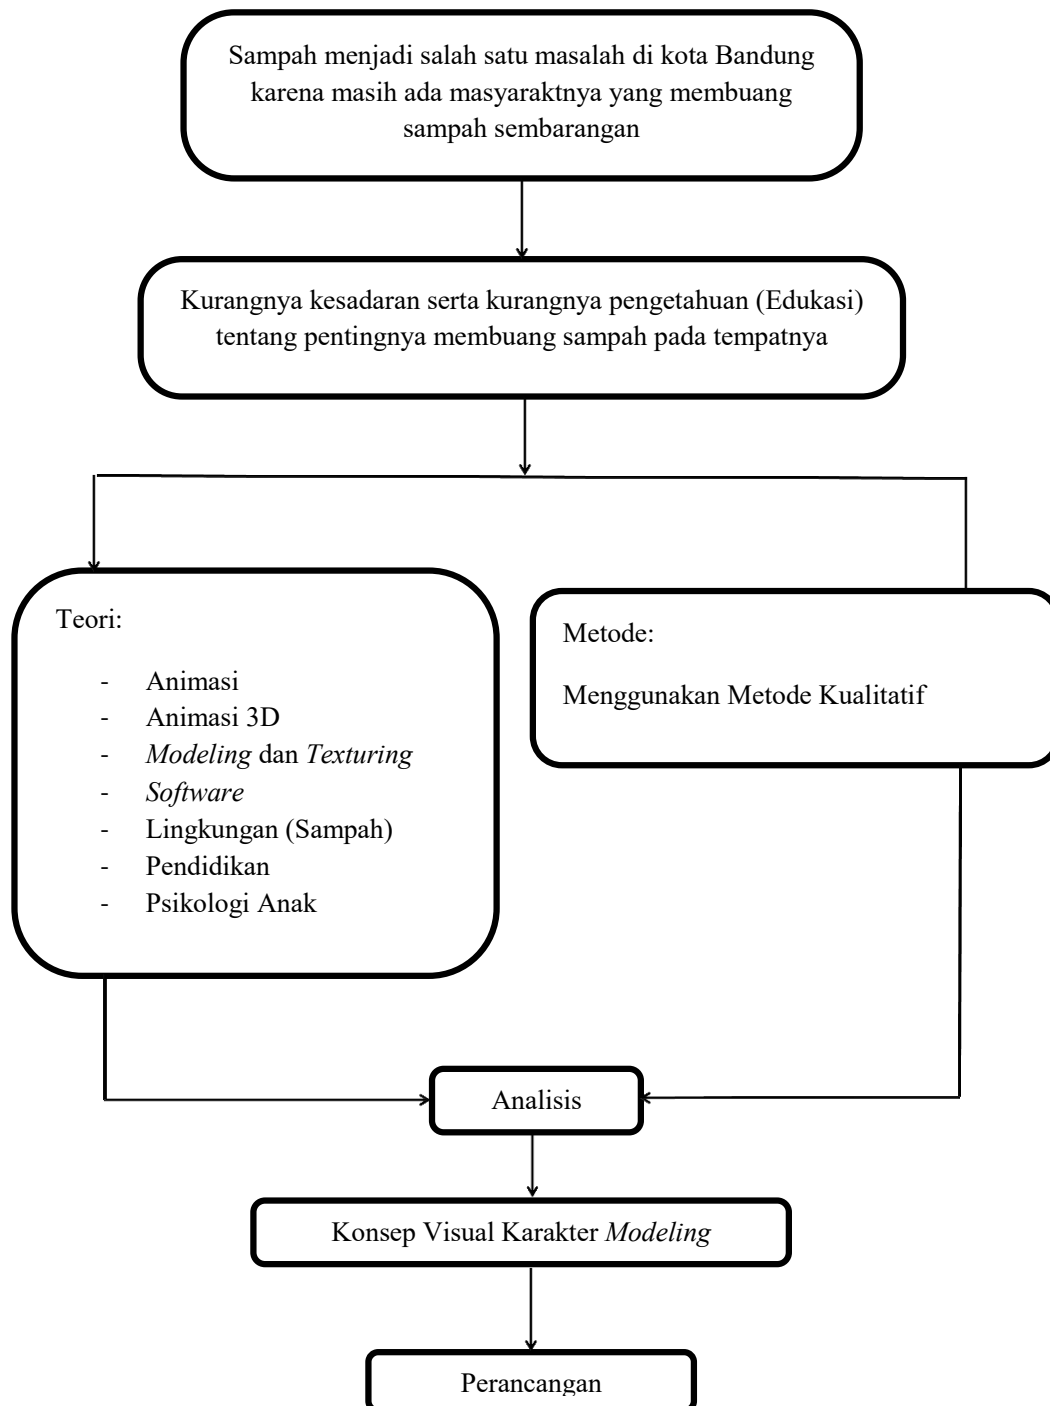 Sampah menjadi salah satu masalah di kota Bandung
karena masih ada masyaraktnya yang membuang
sampah sembarangan
Kurangnya kesadaran serta kurangnya pengetahuan (Edukasi)
tentang pentingnya membuang sampah pada tempatnya
Teori:
- Animasi
- Animasi 3D
- Modeling dan Texturing
- Software
- Lingkungan (Sampah)
- Pendidikan
- Psikologi Anak
Metode:
Menggunakan Metode Kualitatif
Analisis
Konsep Visual Karakter Modeling
Perancangan